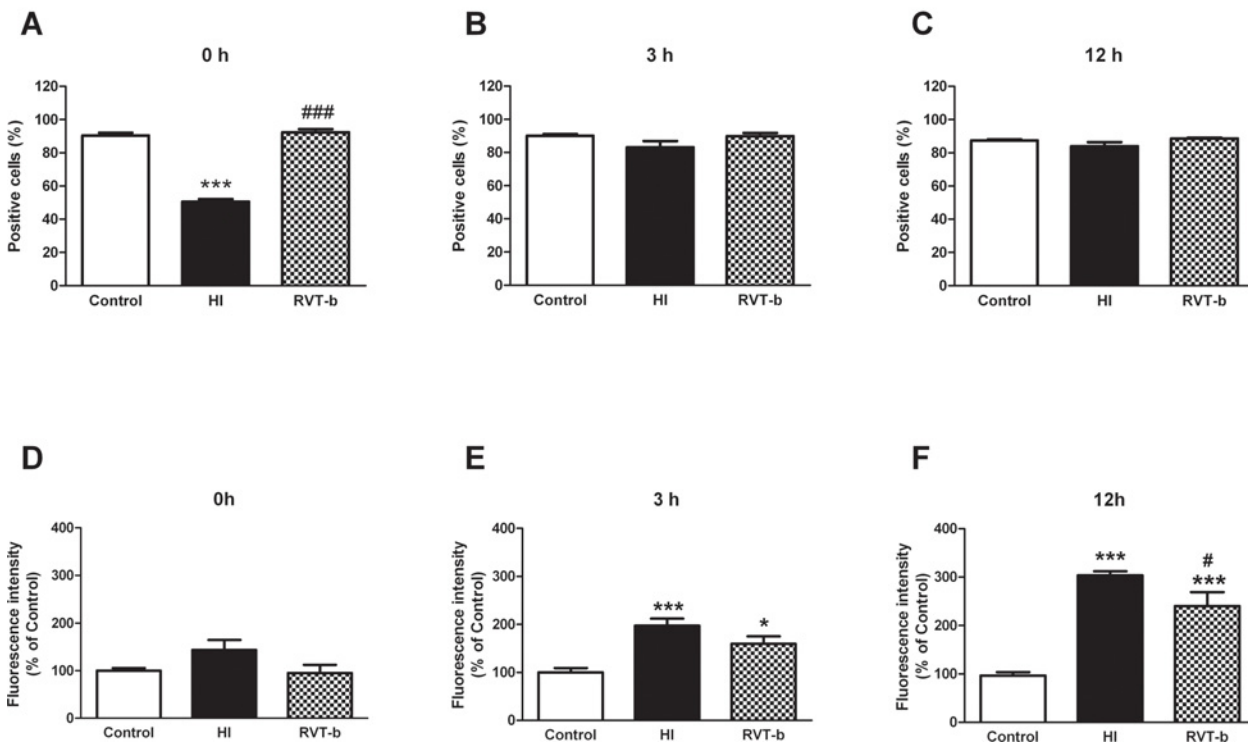 A
0 h
Positive cells (%)
120
100
80
60
40
20
0
***
###
Control HI RVT-b
B
3 h
Positive cells (%)
120
100
80
60
40
20
0
Control HI RVT-b
C
12 h
Positive cells (%)
120
100
80
60
40
20
0
Control HI RVT-b
D
0h
Fluorescence intensity
(% of Control)
400
300
200
100
0
Control HI RVT-b
E
3 h
Fluorescence intensity
(% of Control)
400
300
200
100
0
***
*
Control HI RVT-b
F
12h
Fluorescence intensity
(% of Control)
400
300
200
100
0
***
#
***
Control HI RVT-b